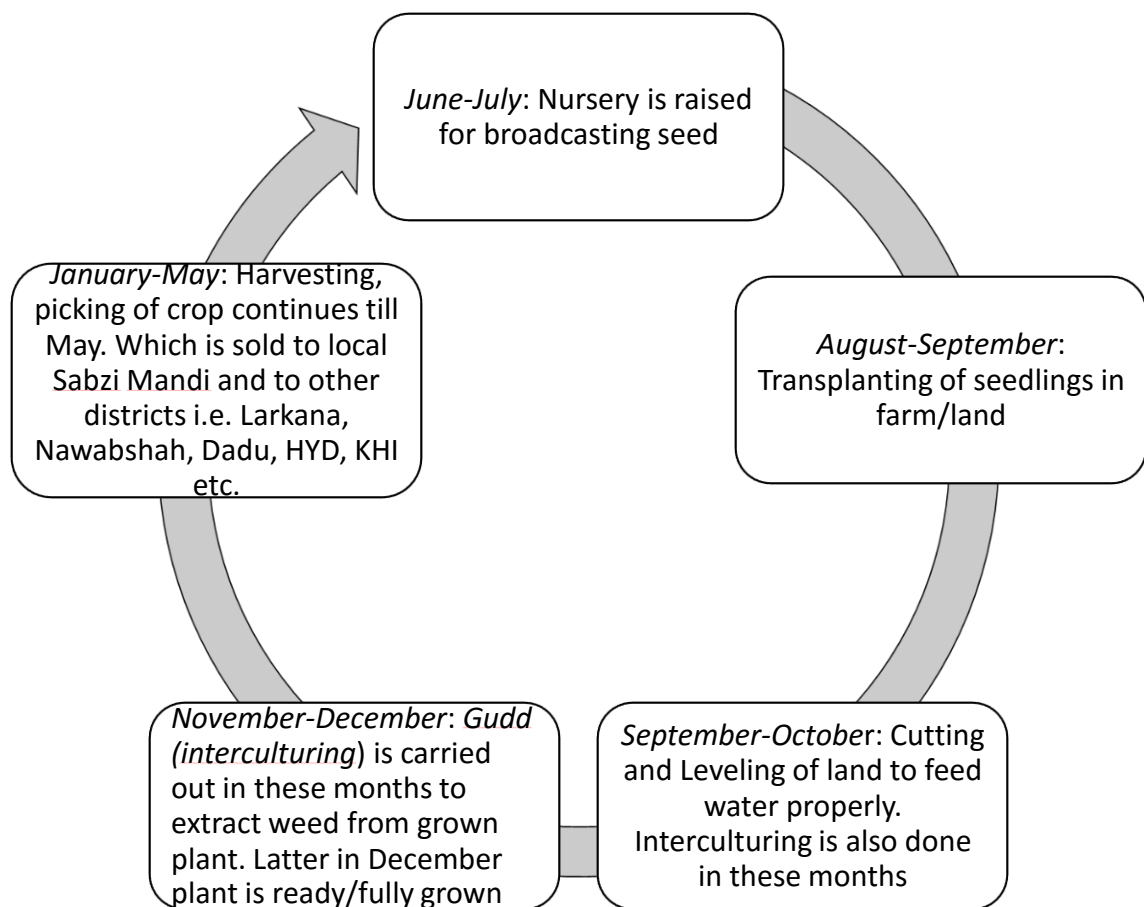 June-July: Nursery is raised
for broadcasting seed
August-September:
Transplanting of seedlings in
farm/land
September-October: Cutting
and Leveling of land to feed
water properly.
Interculturing is also done
in these months
November-December: Gudd
(interculturing) is carried
out in these months to
extract weed from grown
plant. Latter in December
plant is ready/fully grown
January-May: Harvesting,
picking of crop continues till
May. Which is sold to local
Sabzi Mandi and to other
districts i.e. Larkana,
Nawabshah, Dadu, HYD, KHI
etc.